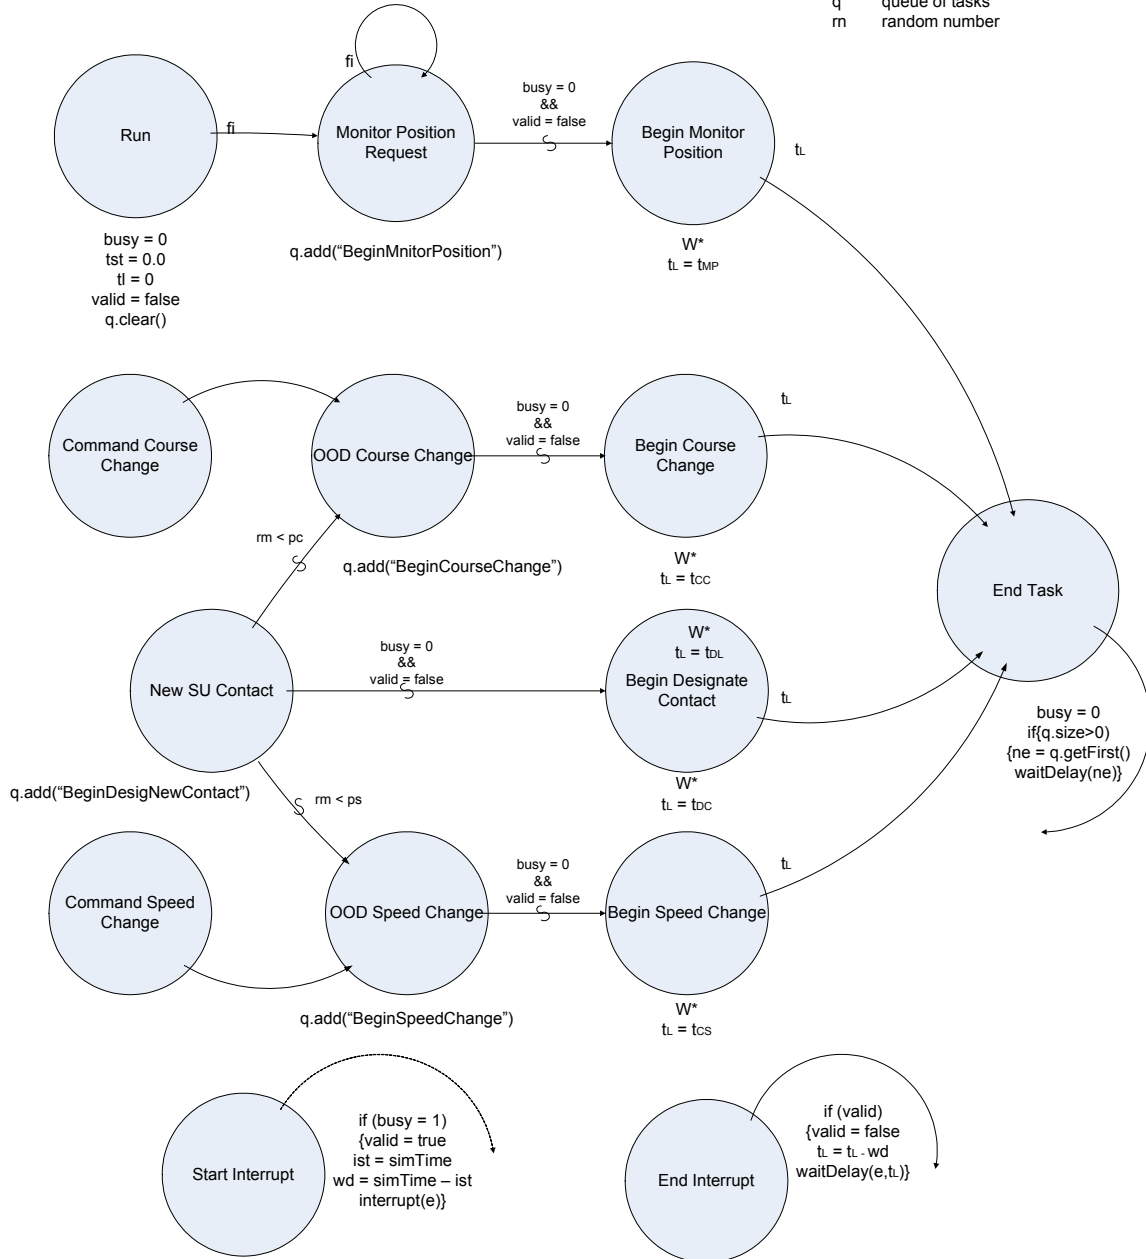 q queue of tasks
rn random number
fi
busy = 0
&&
valid = false
Run
fi
Monitor Position
Request
Begin Monitor
Position
tL
busy = 0
tst = 0.0
tl = 0
valid = false
q.clear()
q.add(“BeginMnitorPosition”)
W*
tL = tMP
Command Course
Change
OOD Course Change
busy = 0
&&
valid = false
Begin Course
Change
tL
rm < pc
q.add(“BeginCourseChange”)
W*
tL = tCC
End Task
New SU Contact
busy = 0
&&
valid = false
W*
tL = tDL
Begin Designate
Contact
tL
busy = 0
if{q.size>0)
{ne = q.getFirst()
waitDelay(ne)}
q.add(“BeginDesigNewContact”)
rm < ps
W*
tL = tDC
Command Speed
Change
OOD Speed Change
busy = 0
&&
valid = false
Begin Speed Change
tL
q.add(“BeginSpeedChange”)
W*
tL = tCS
Start Interrupt
if (busy = 1)
{valid = true
ist = simTime
wd = simTime – ist
interrupt(e)}
End Interrupt
if (valid)
{valid = false
tL = tL - wd
waitDelay(e,tL)}